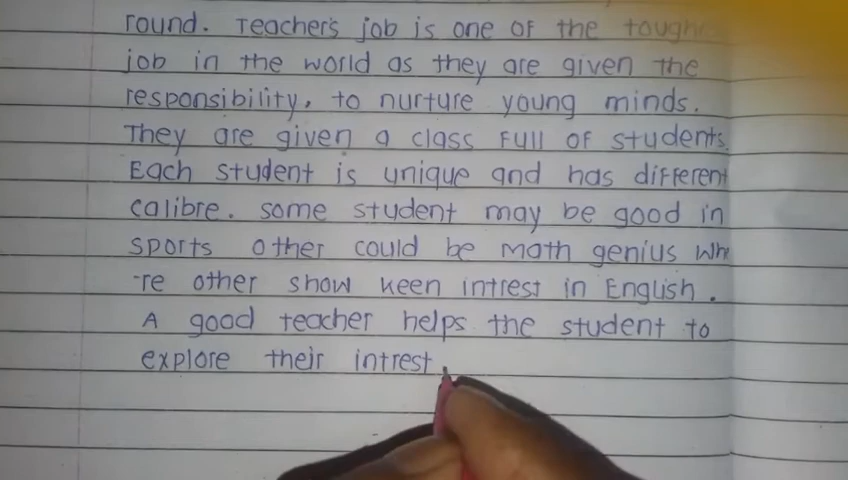 round. Teacher's job is one of the
job in the world as they are given the
responsibility, to nurture young minds.
They are given a class full of students.
Each student is unique and has different
calibre. some student may be good in
sports other could be math genius whe
-re other show keen intrest in English.
A good teacher helps the student to
explore their intrest.